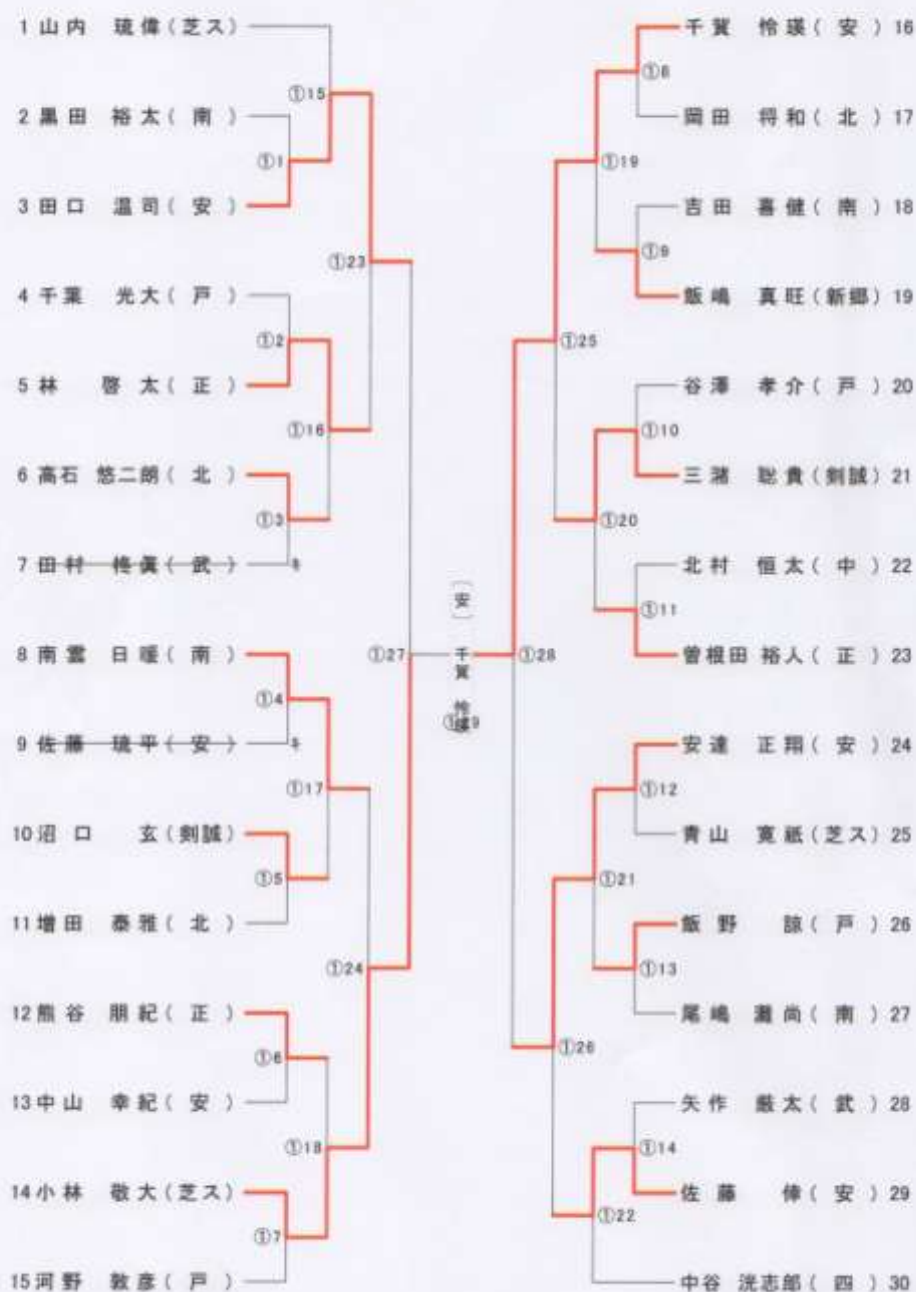 1 山内 琉偉(芝ス)
2 黒田 裕太( 南 )
3 田口 温司( 安 )
4 千葉 光大( 戸 )
5 林 啓太( 正 )
6 高石 悠二朗( 北 )
7 田村 柊眞( 武 )
8 南雲 日暖( 南 )
9 佐藤 琉平( 安 )
10 沼口 玄(剣誠)
11 増田 泰雅( 北 )
12 熊谷 朋紀( 正 )
13 中山 幸紀( 安 )
14 小林 敬大(芝ス)
15 河野 敦彦( 戸 )
①1
①2
①3
①4
①5
①6
①7
①15
①16
①17
①18
①23
①24
①27
(安) 千賀 怜瑛
①29
①28
①25
①26
①19
①20
①21
①22
①8
①9
①10
①11
①12
①13
①14
千賀 怜瑛( 安 ) 16
岡田 将和( 北 ) 17
吉田 喜健( 南 ) 18
飯嶋 真旺(新郷) 19
谷澤 孝介( 戸 ) 20
三瀦 聡貴(剣誠) 21
北村 恒太( 中 ) 22
曽根田 裕人( 正 ) 23
安達 正翔( 安 ) 24
青山 寛紙(芝ス) 25
飯野 諒( 戸 ) 26
尾嶋 灑尚( 南 ) 27
矢作 厳太( 武 ) 28
佐藤 倖( 安 ) 29
中谷 洸志郎( 四 ) 30